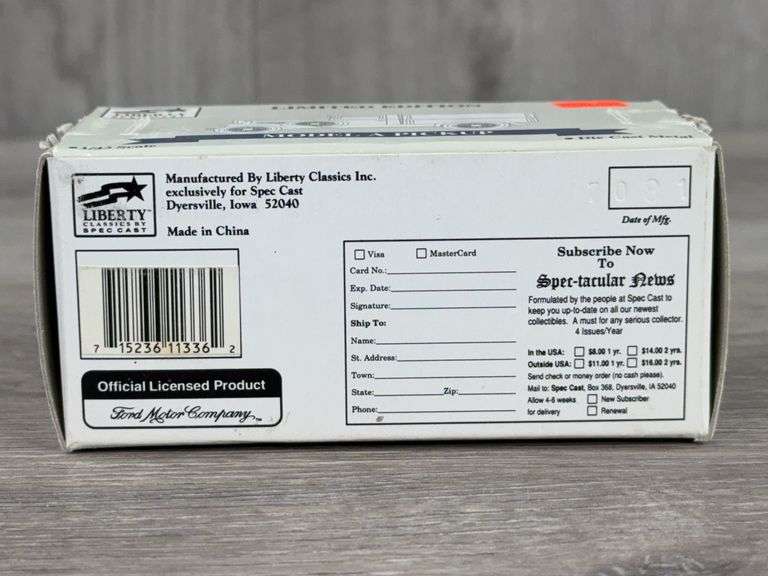 LIMITED EDITION
MODEL A PICKUP
1/43 Scale
Die Cast Metal
LIBERTY™
CLASSICS BY
SPEC CAST
Manufactured By Liberty Classics Inc.
exclusively for Spec Cast
Dyersville, Iowa 52040
Made in China
Date of Mfg.
7 15236 11336 2
Official Licensed Product
Ford Motor Company
Visa MasterCard
Card No.:
Exp. Date:
Signature:
Ship To:
Name:
St. Address:
Town:
State: Zip:
Phone:
Subscribe Now
To
Spec-tacular News
Formulated by the people at Spec Cast to
keep you up-to-date on all our newest
collectibles. A must for any serious collector.
4 Issues/Year
In the USA: $8.00 1 yr. $14.00 2 yrs.
Outside USA: $11.00 1 yr. $16.00 2 yrs.
Send check or money order (no cash please).
Mail to: Spec Cast, Box 368, Dyersville, IA 52040
Allow 4-6 weeks New Subscriber
for delivery Renewal